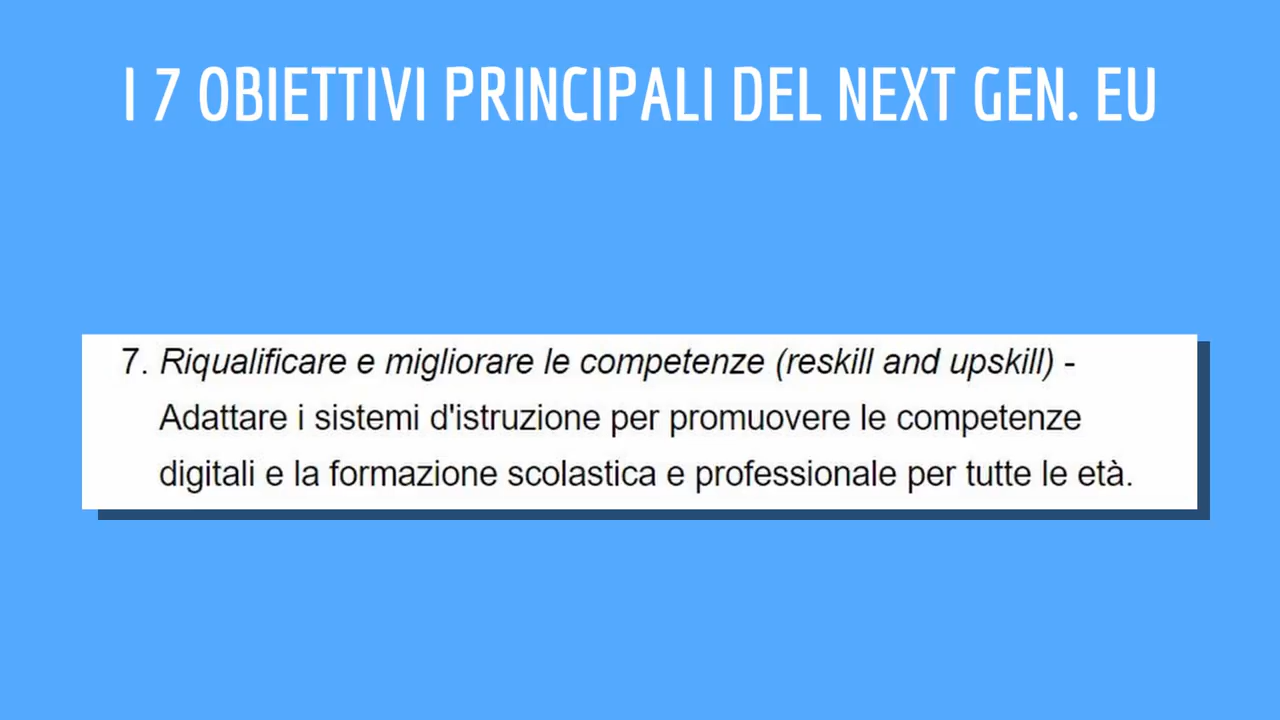 I 7 OBIETTIVI PRINCIPALI DEL NEXT GEN. EU
7. Riqualificare e migliorare le competenze (reskill and upskill) -
Adattare i sistemi d'istruzione per promuovere le competenze
digitali e la formazione scolastica e professionale per tutte le età.